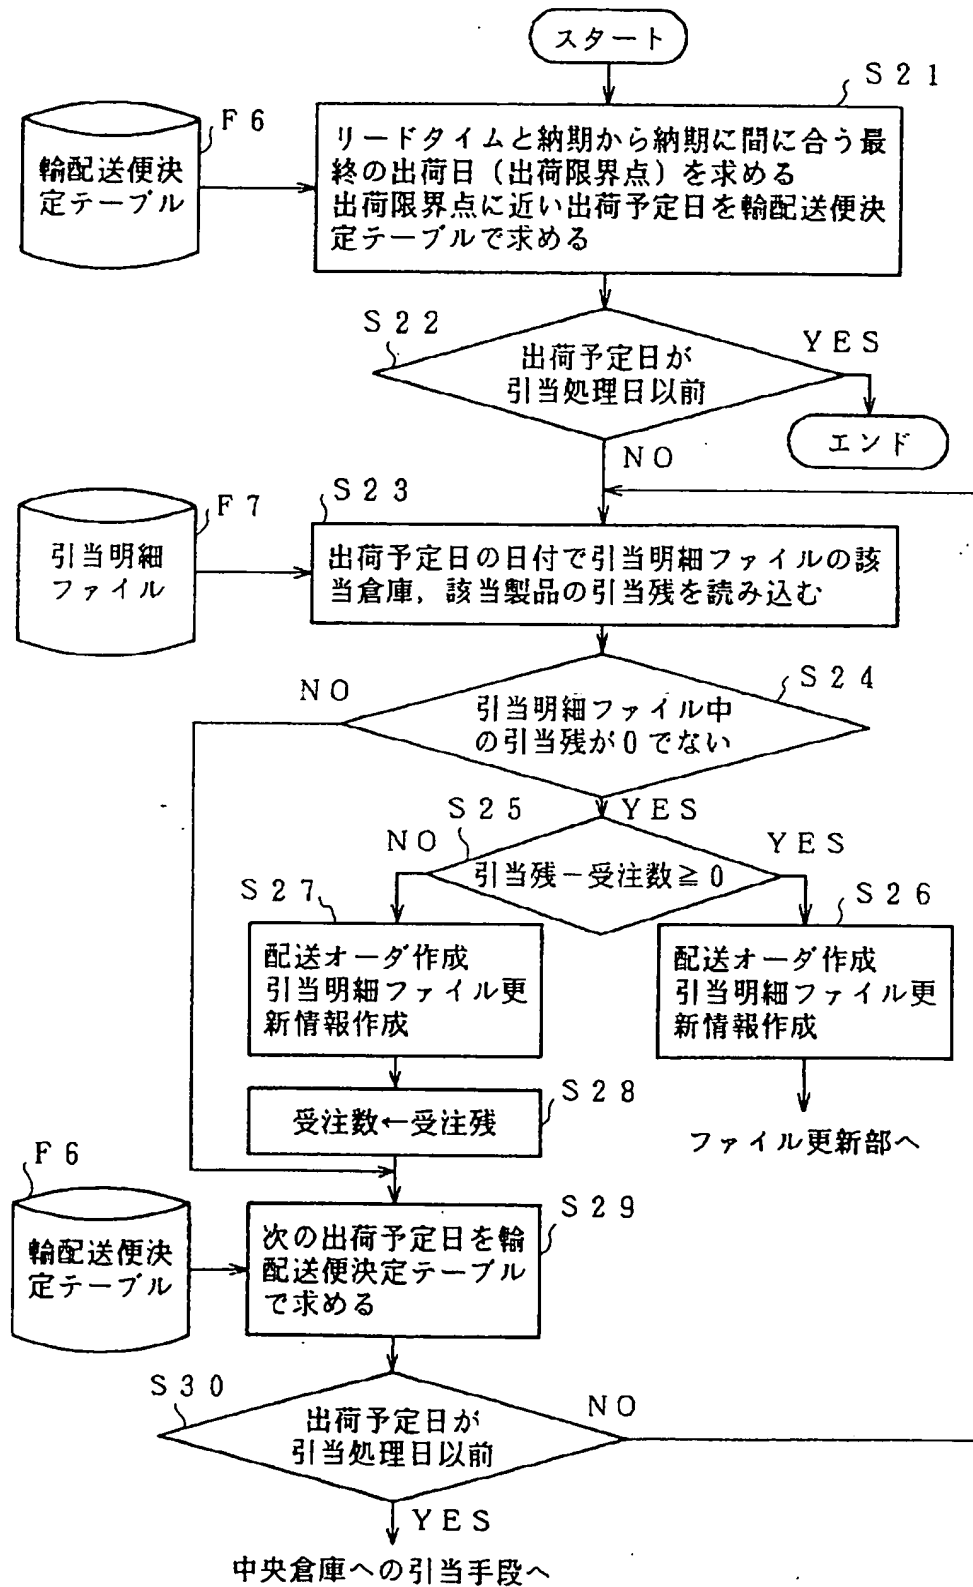 スタート
S21
F6
輸配送便決
定テーブル
リードタイムと納期から納期に間に合う最
終の出荷日（出荷限界点）を求める
出荷限界点に近い出荷予定日を輸配送便決
定テーブルで求める
S22
出荷予定日が
引当処理日以前
YES
エンド
NO
F7
引当明細
ファイル
S23
出荷予定日の日付で引当明細ファイルの該
当倉庫，該当製品の引当残を読み込む
S24
NO
引当明細ファイル中
の引当残が0でない
YES
S25
NO
YES
引当残－受注数≧0
S27
配送オーダ作成
引当明細ファイル更
新情報作成
S26
配送オーダ作成
引当明細ファイル更
新情報作成
ファイル更新部へ
S28
受注数←受注残
F6
輸配送便決
定テーブル
S29
次の出荷予定日を輸
配送便決定テーブル
で求める
S30
出荷予定日が
引当処理日以前
NO
YES
中央倉庫への引当手段へ